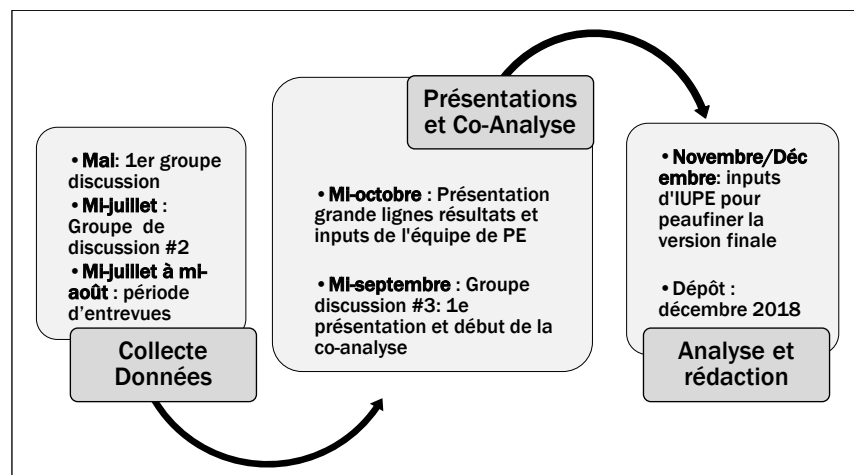 • Mai: 1er groupe
discussion
• Mi-juillet :
Groupe de
discussion #2
• Mi-juillet à mi-
août : période
d'entrevues
Collecte
Données
Présentations
et Co-Analyse
• Mi-octobre : Présentation
grande lignes résultats et
inputs de l'équipe de PE
• Mi-septembre : Groupe
discussion #3: 1e
présentation et début de la
co-analyse
• Novembre/Déc
embre: inputs
d'IUPE pour
peaufiner la
version finale
• Dépôt :
décembre 2018
Analyse et
rédaction